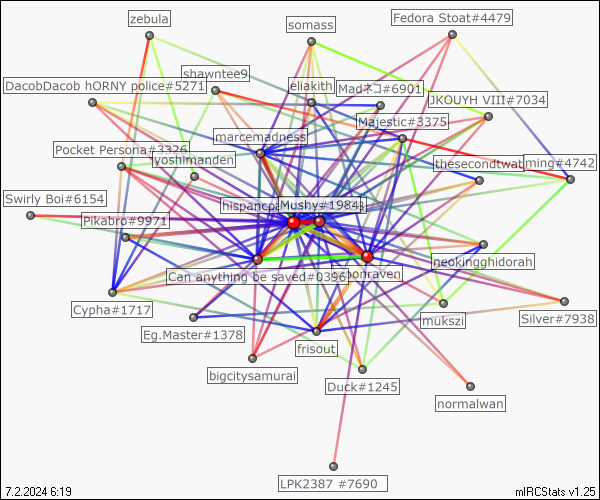 zebula
somass
Fedora Stoat#4479
shawntee9
DacobDacob hORNY police#5271
eliakith
Madネコ#6901
JKOUYH VIII#7034
Majestic#3375
marcemadness
Pocket Persona#3326
yoshimanden
thesecondtwat
ming#4742
Swirly Boi#6154
hispancpa
Mushy#1984
Pikabro#9971
neokingghidorah
Can anything be saved#0396
oonraven
Cypha#1717
mukszi
Silver#7938
Eg.Master#1378
frisout
bigcitysamurai
Duck#1245
normalwan
LPK2387 #7690
7.2.2024 6:19
mIRCStats v1.25